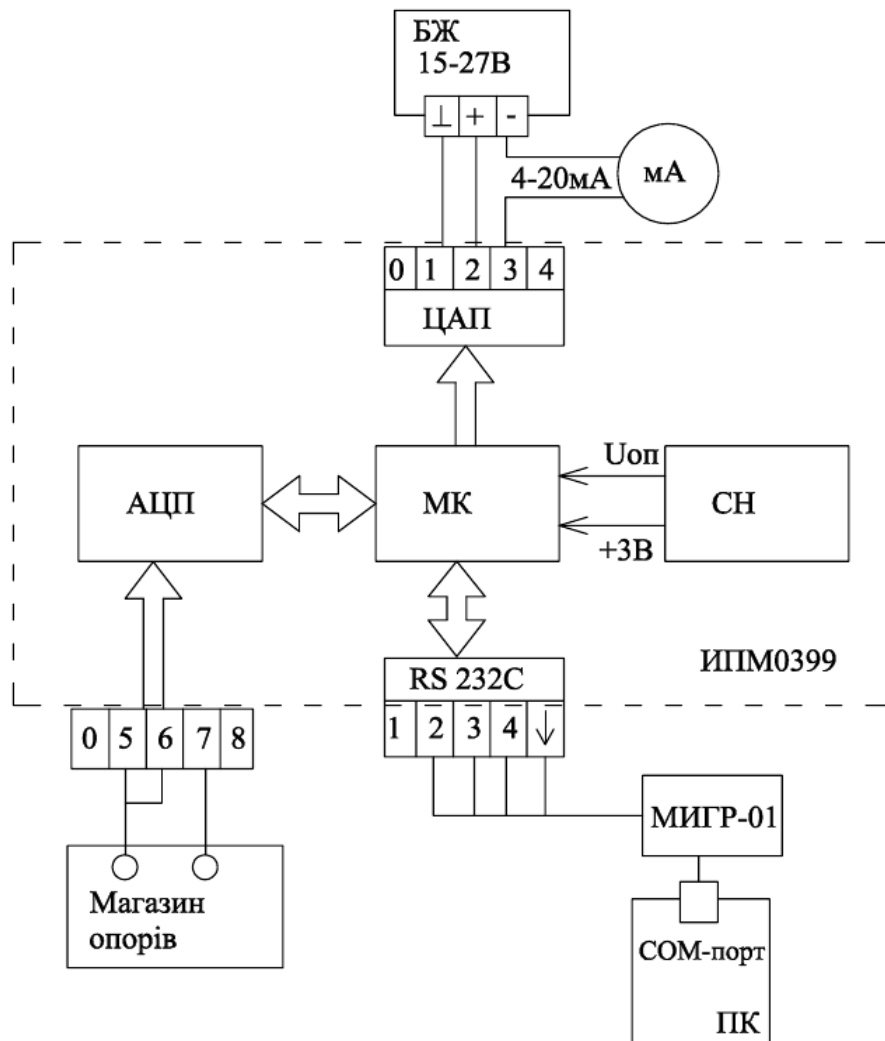 БЖ
15-27В
⊥ + -
4-20мА
мА
0 1 2 3 4
ЦАП
АЦП
МК
Uоп
+3В
СН
ИПМ0399
RS 232C
1 2 3 4 ↓
0 5 6 7 8
МИГР-01
Магазин
опорів
COM-порт
ПК